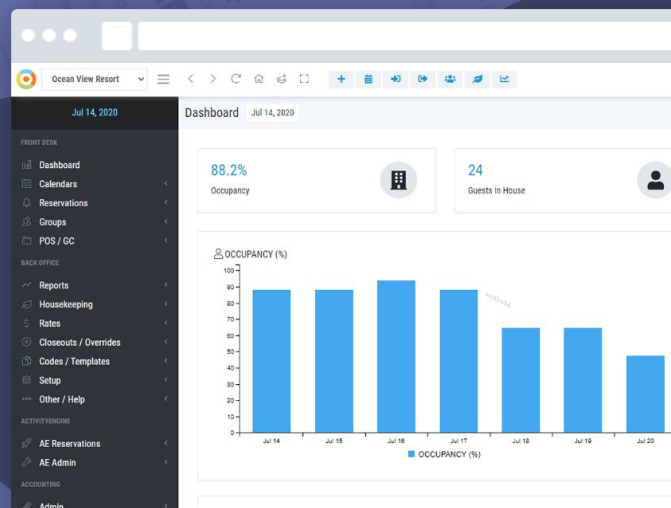 Ocean View Resort
Jul 14, 2020
Dashboard Jul 14, 2020
FRONT DESK
Dashboard
Calendars
Reservations
Groups
POS / GC
BACK OFFICE
Reports
Housekeeping
Rates
Closeouts / Overrides
Codes / Templates
Setup
Other / Help
ACTIVITYENGINE
AE Reservations
AE Admin
ACCOUNTING
Admin
88.2%
Occupancy
24
Guests In House
OCCUPANCY (%)
100
90
80
70
60
50
40
30
20
10
0
Jul 14 Jul 15 Jul 16 Jul 17 Jul 18 Jul 19 Jul 20
OCCUPANCY (%)